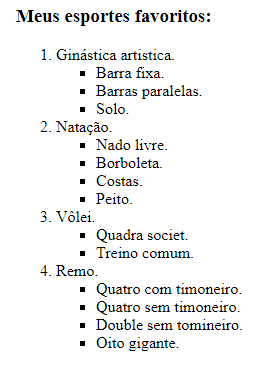 Meus esportes favoritos:
1. Ginástica artistica.
▪ Barra fixa.
▪ Barras paralelas.
▪ Solo.
2. Natação.
▪ Nado livre.
▪ Borboleta.
▪ Costas.
▪ Peito.
3. Vôlei.
▪ Quadra societ.
▪ Treino comum.
4. Remo.
▪ Quatro com timoneiro.
▪ Quatro sem timoneiro.
▪ Double sem tomineiro.
▪ Oito gigante.